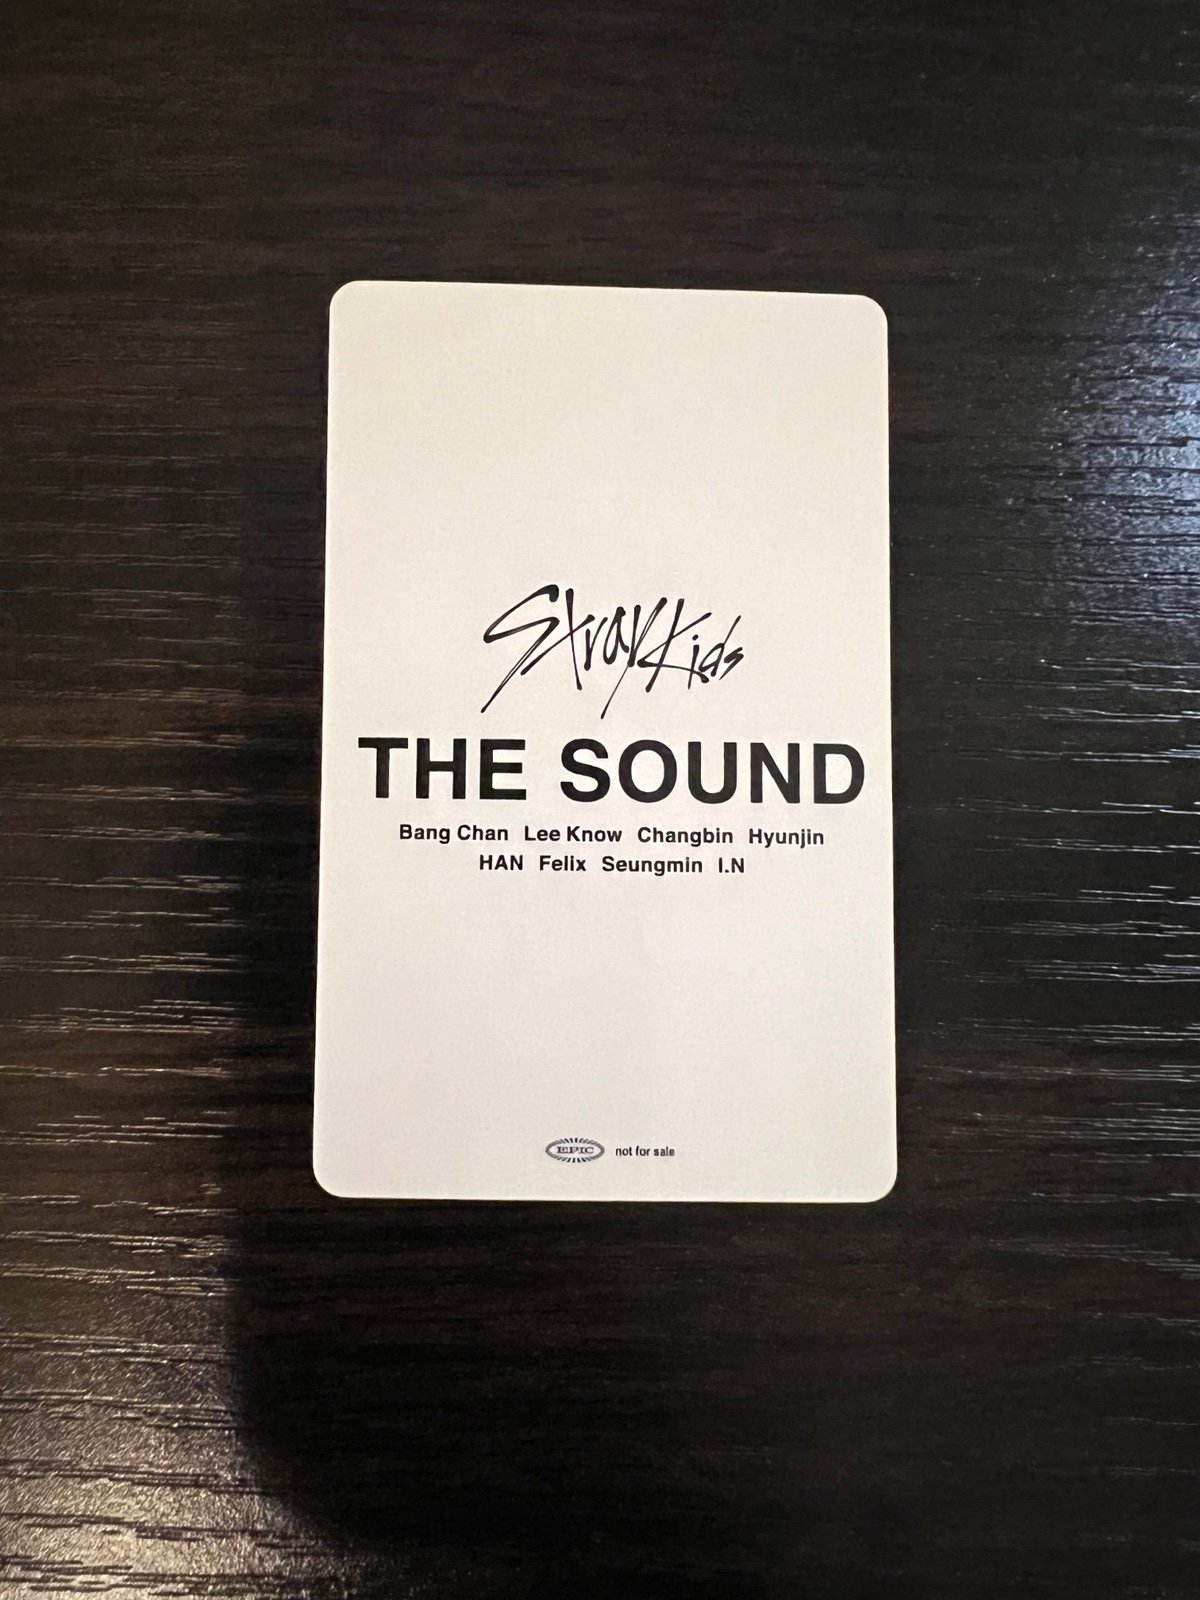 Stray Kids
THE SOUND
Bang Chan Lee Know Changbin Hyunjin
HAN Felix Seungmin I.N
EPIC not for sale